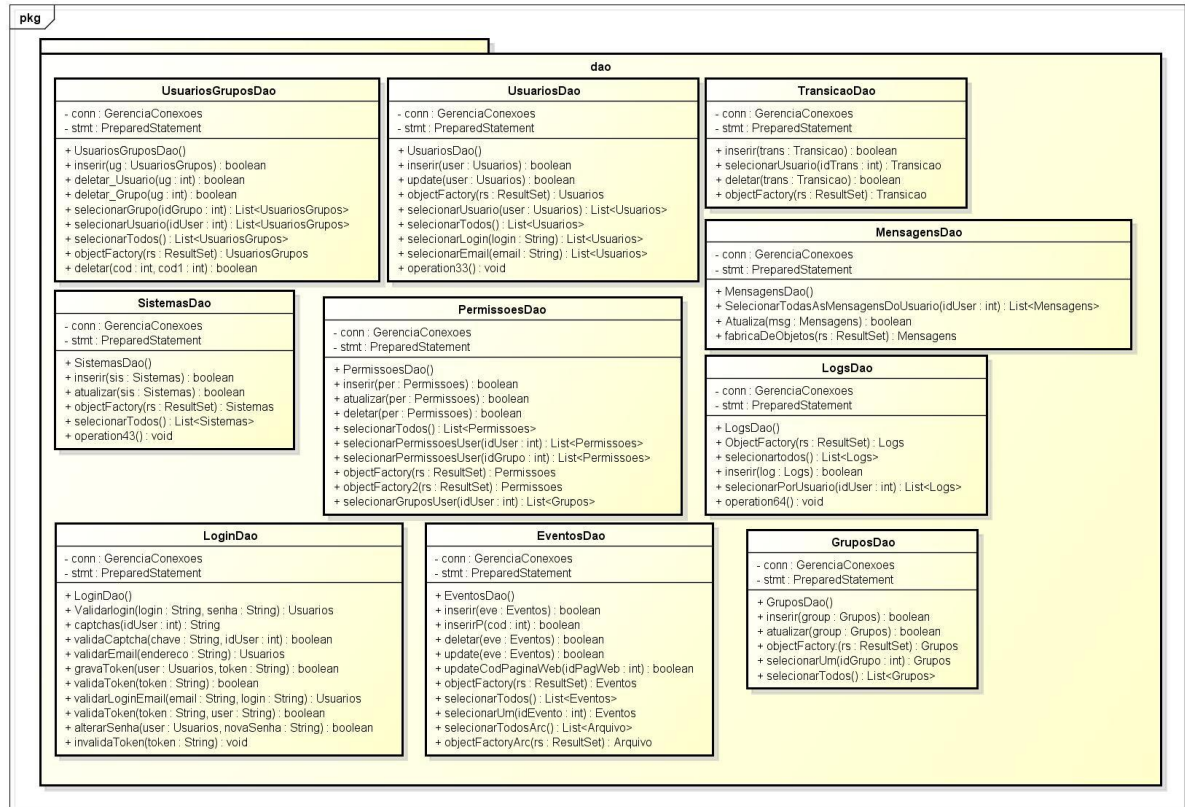 pkg
dao
UsuariosGruposDao
- conn : GerenciaConexoes
- stmt : PreparedStatement
+ UsuariosGruposDao()
+ inserir(ug : UsuariosGrupos) : boolean
+ deletar_Usuario(ug : int) : boolean
+ deletar_Grupo(ug : int) : boolean
+ selecionarGrupo(idGrupo : int) : List<UsuariosGrupos>
+ selecionarUsuario(idUser : int) : List<UsuariosGrupos>
+ selecionarTodos() : List<UsuariosGrupos>
+ objectFactory(rs : ResultSet) : UsuariosGrupos
+ deletar(cod : int, cod1 : int) : boolean
UsuariosDao
- conn : GerenciaConexoes
- stmt : PreparedStatement
+ UsuariosDao()
+ inserir(user : Usuarios) : boolean
+ update(user : Usuarios) : boolean
+ objectFactory(rs : ResultSet) : Usuarios
+ selecionarUsuario(user : Usuarios) : List<Usuarios>
+ selecionarTodos() : List<Usuarios>
+ selecionarLogin(login : String) : List<Usuarios>
+ selecionarEmail(email : String) : List<Usuarios>
+ operation33() : void
TransicaoDao
- conn : GerenciaConexoes
- stmt : PreparedStatement
+ inserir(trans : Transicao) : boolean
+ selecionarUsuario(idTrans : int) : Transicao
+ deletar(trans : Transicao) : boolean
+ objectFactory(rs : ResultSet) : Transicao
MensagensDao
- conn : GerenciaConexoes
- stmt : PreparedStatement
+ MensagensDao()
+ SelecionarTodasAsMensagensDoUsuario(idUser : int) : List<Mensagens>
+ Atualiza(msg : Mensagens) : boolean
+ fabricaDeObjetos(rs : ResultSet) : Mensagens
SistemasDao
- conn : GerenciaConexoes
- stmt : PreparedStatement
+ SistemasDao()
+ inserir(sis : Sistemas) : boolean
+ atualizar(sis : Sistemas) : boolean
+ objectFactory(rs : ResultSet) : Sistemas
+ selecionarTodos() : List<Sistemas>
+ operation43() : void
PermissoesDao
- conn : GerenciaConexoes
- stmt : PreparedStatement
+ PermissoesDao()
+ inserir(per : Permissoes) : boolean
+ atualizar(per : Permissoes) : boolean
+ deletar(per : Permissoes) : boolean
+ selecionarTodos() : List<Permissoes>
+ selecionarPermissoesUser(idUser : int) : List<Permissoes>
+ selecionarPermissoesUser(idGrupo : int) : List<Permissoes>
+ objectFactory(rs : ResultSet) : Permissoes
+ objectFactory2(rs : ResultSet) : Permissoes
+ selecionarGruposUser(idUser : int) : List<Grupos>
LogsDao
- conn : GerenciaConexoes
- stmt : PreparedStatement
+ LogsDao()
+ ObjectFactory(rs : ResultSet) : Logs
+ selecionartodos() : List<Logs>
+ inserir(log : Logs) : boolean
+ selecionarPorUsuario(idUser : int) : List<Logs>
+ operation64() : void
LoginDao
- conn : GerenciaConexoes
- stmt : PreparedStatement
+ LoginDao()
+ Validarlogin(login : String, senha : String) : Usuarios
+ captchas(idUser : int) : String
+ validaCaptcha(chave : String, idUser : int) : boolean
+ validarEmail(endereco : String) : Usuarios
+ gravaToken(user : Usuarios, token : String) : boolean
+ validaToken(token : String) : boolean
+ validarLoginEmail(email : String, login : String) : Usuarios
+ validaToken(token : String, user : String) : boolean
+ alterarSenha(user : Usuarios, novaSenha : String) : boolean
+ invalidaToken(token : String) : void
EventosDao
- conn : GerenciaConexoes
- stmt : PreparedStatement
+ EventosDao()
+ inserir(eve : Eventos) : boolean
+ inserirP(cod : int) : boolean
+ deletar(eve : Eventos) : boolean
+ update(eve : Eventos) : boolean
+ updateCodPaginaWeb(idPagWeb : int) : boolean
+ objectFactory(rs : ResultSet) : Eventos
+ selecionarTodos() : List<Eventos>
+ selecionarUm(idEvento : int) : Eventos
+ selecionarTodosArc() : List<Arquivo>
+ objectFactoryArc(rs : ResultSet) : Arquivo
GruposDao
- conn : GerenciaConexoes
- stmt : PreparedStatement
+ GruposDao()
+ inserir(group : Grupos) : boolean
+ atualizar(group : Grupos) : boolean
+ objectFactory:(rs : ResultSet) : Grupos
+ selecionarUm(idGrupo : int) : Grupos
+ selecionarTodos() : List<Grupos>